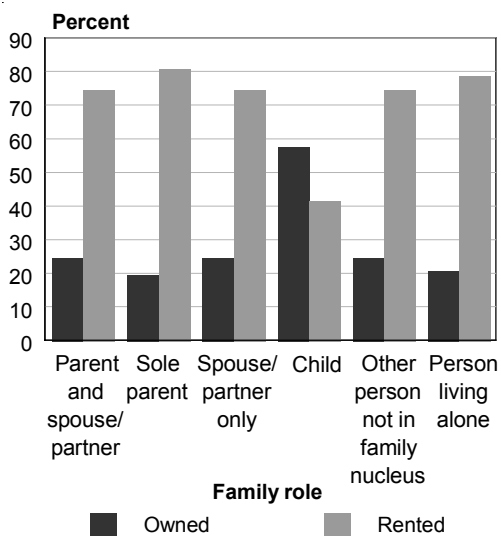 Percent
90
80
70
60
50
40
30
20
10
0
Parent and spouse/ partner
Sole parent
Spouse/ partner only
Child
Other person not in family nucleus
Person living alone
Family role
Owned
Rented